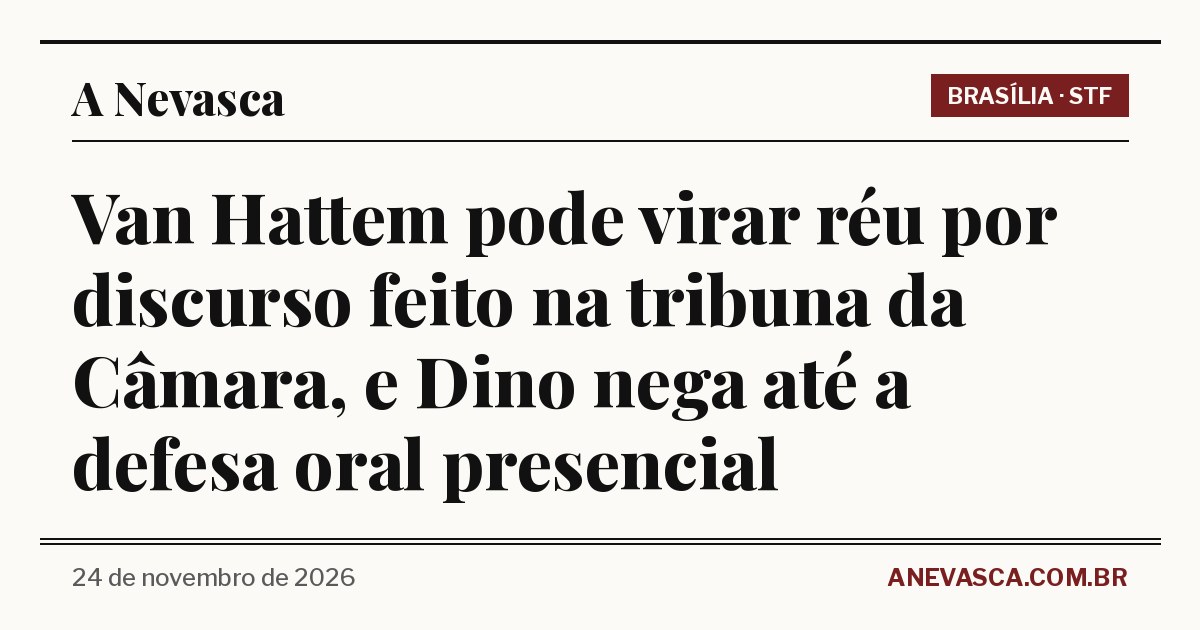 A Nevasca
BRASÍLIA · STF
Van Hattem pode virar réu por
discurso feito na tribuna da
Câmara, e Dino nega até a
defesa oral presencial
24 de novembro de 2026
ANEVASCA.COM.BR